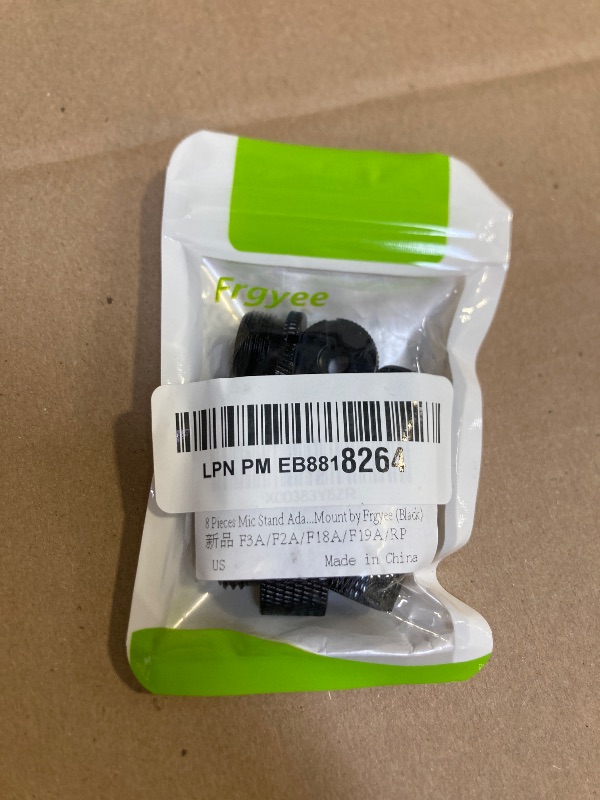 Frgyee
LPN PM EB8818264
8 Pieces Mic Stand Ada...Mount by Frgyee (Black)
新品 F3A/F2A/F18A/F19A/RP
US Made in China